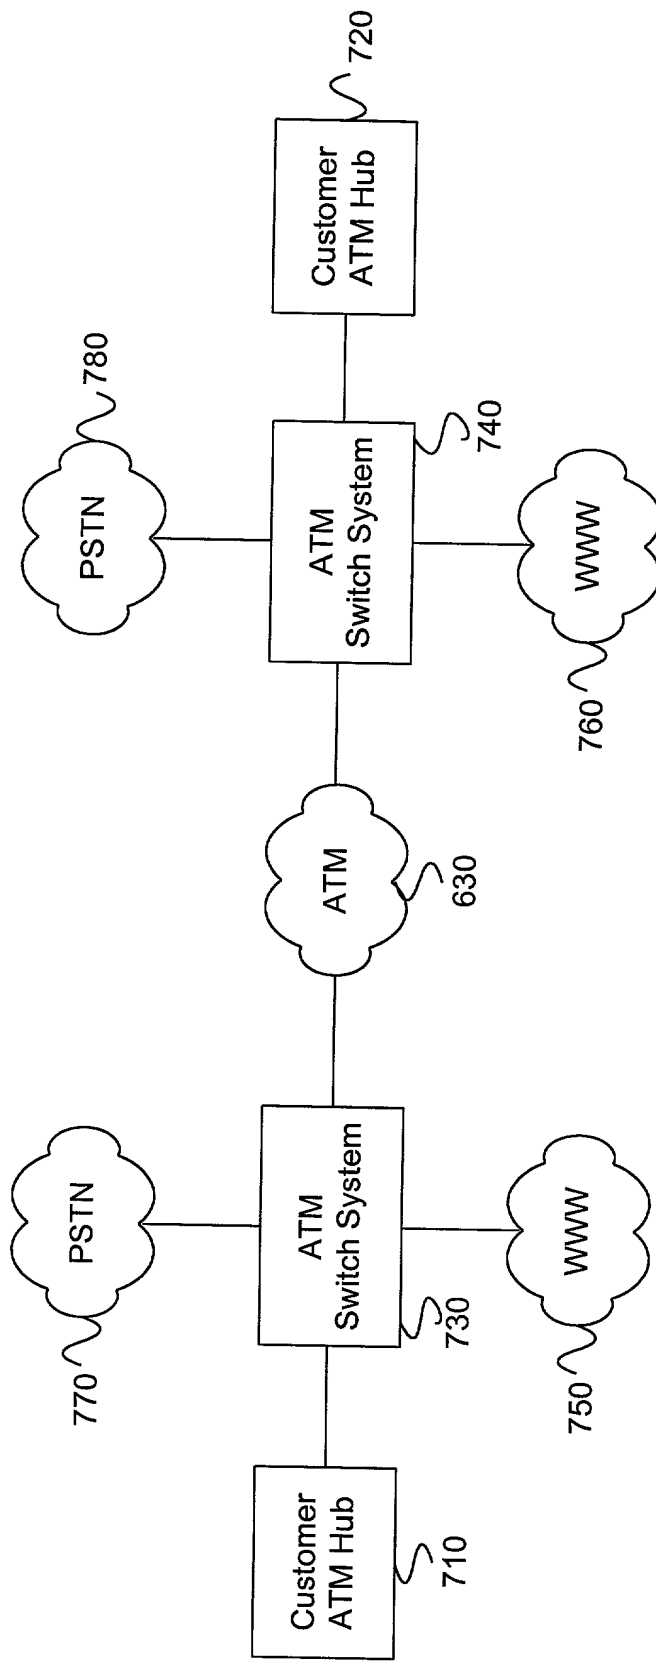 770
PSTN
780
PSTN
Customer
ATM Hub
710
ATM
Switch System
730
ATM
630
ATM
Switch System
740
Customer
ATM Hub
720
750
WWW
760
WWW